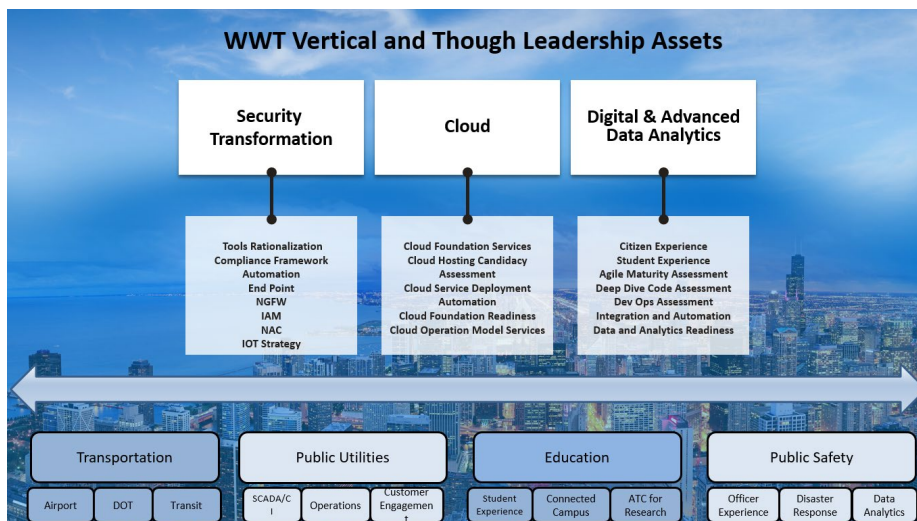 WWT Vertical and Though Leadership Assets
Security
Transformation
Cloud
Digital & Advanced
Data Analytics
Tools Rationalization
Compliance Framework
Automation
End Point
NGFW
IAM
NAC
IOT Strategy
Cloud Foundation Services
Cloud Hosting Candidacy
Assessment
Cloud Service Deployment
Automation
Cloud Foundation Readiness
Cloud Operation Model Services
Citizen Experience
Student Experience
Agile Maturity Assessment
Deep Dive Code Assessment
Dev Ops Assessment
Integration and Automation
Data and Analytics Readiness
Transportation
Airport
DOT
Transit
Public Utilities
SCADA/C
I
Operations
Customer
Engagemen
t
Education
Student
Experience
Connected
Campus
ATC for
Research
Public Safety
Officer
Experience
Disaster
Response
Data
Analytics